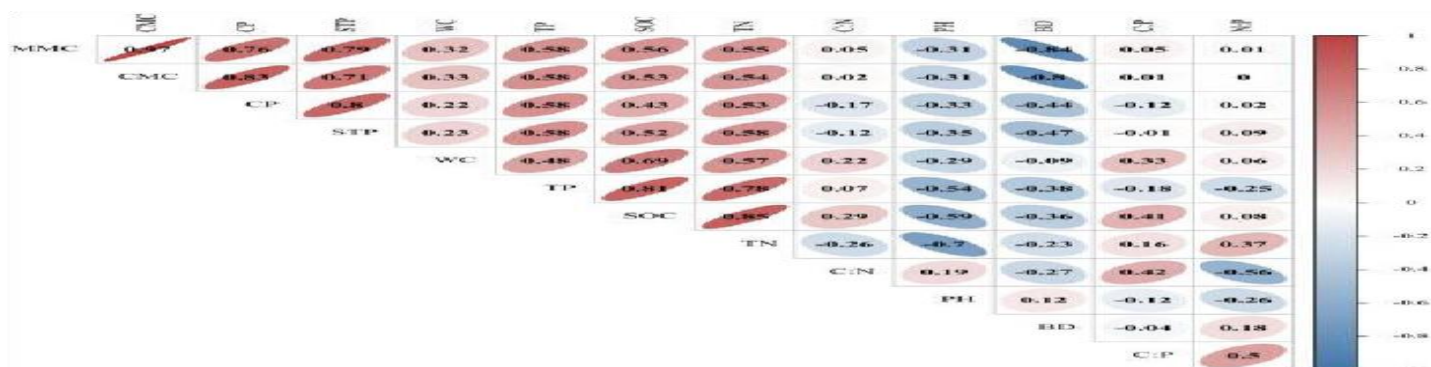 CMC CP STP WC TP SOC TN C:N PH BD C:P N:P
MMC 0.97 0.76 0.79 0.32 0.58 0.56 0.55 0.05 -0.31 -0.84 0.05 0.01
CMC 0.83 0.71 0.33 0.58 0.53 0.54 0.02 -0.31 -0.8 0.01 0
CP 0.8 0.22 0.58 0.43 0.53 -0.17 -0.33 -0.44 -0.12 0.02
STP 0.23 0.58 0.52 0.58 -0.12 -0.35 -0.47 -0.01 0.09
WC 0.48 0.69 0.57 0.22 -0.29 -0.09 0.33 0.06
TP 0.81 0.78 0.07 -0.54 -0.38 -0.18 -0.25
SOC 0.85 0.29 -0.59 -0.36 0.41 0.08
TN -0.26 -0.7 -0.23 0.16 0.37
C:N 0.19 -0.27 0.42 -0.56
PH 0.12 -0.12 -0.26
BD -0.04 0.18
C:P 0.5
1
0.8
0.6
0.4
0.2
0
-0.2
-0.4
-0.6
-0.8